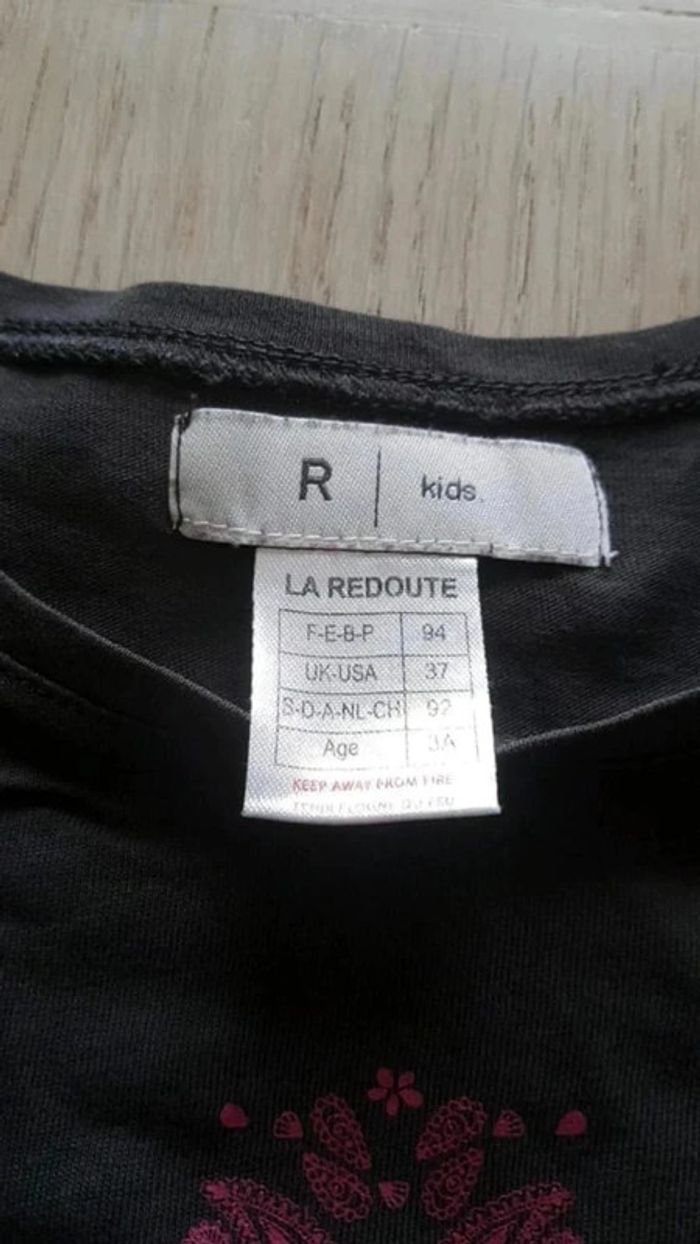 R | kids.
LA REDOUTE
F-E-B-P 94
UK-USA 37
S-D-A-NL-CH 92
Age 3A
KEEP AWAY FROM FIRE